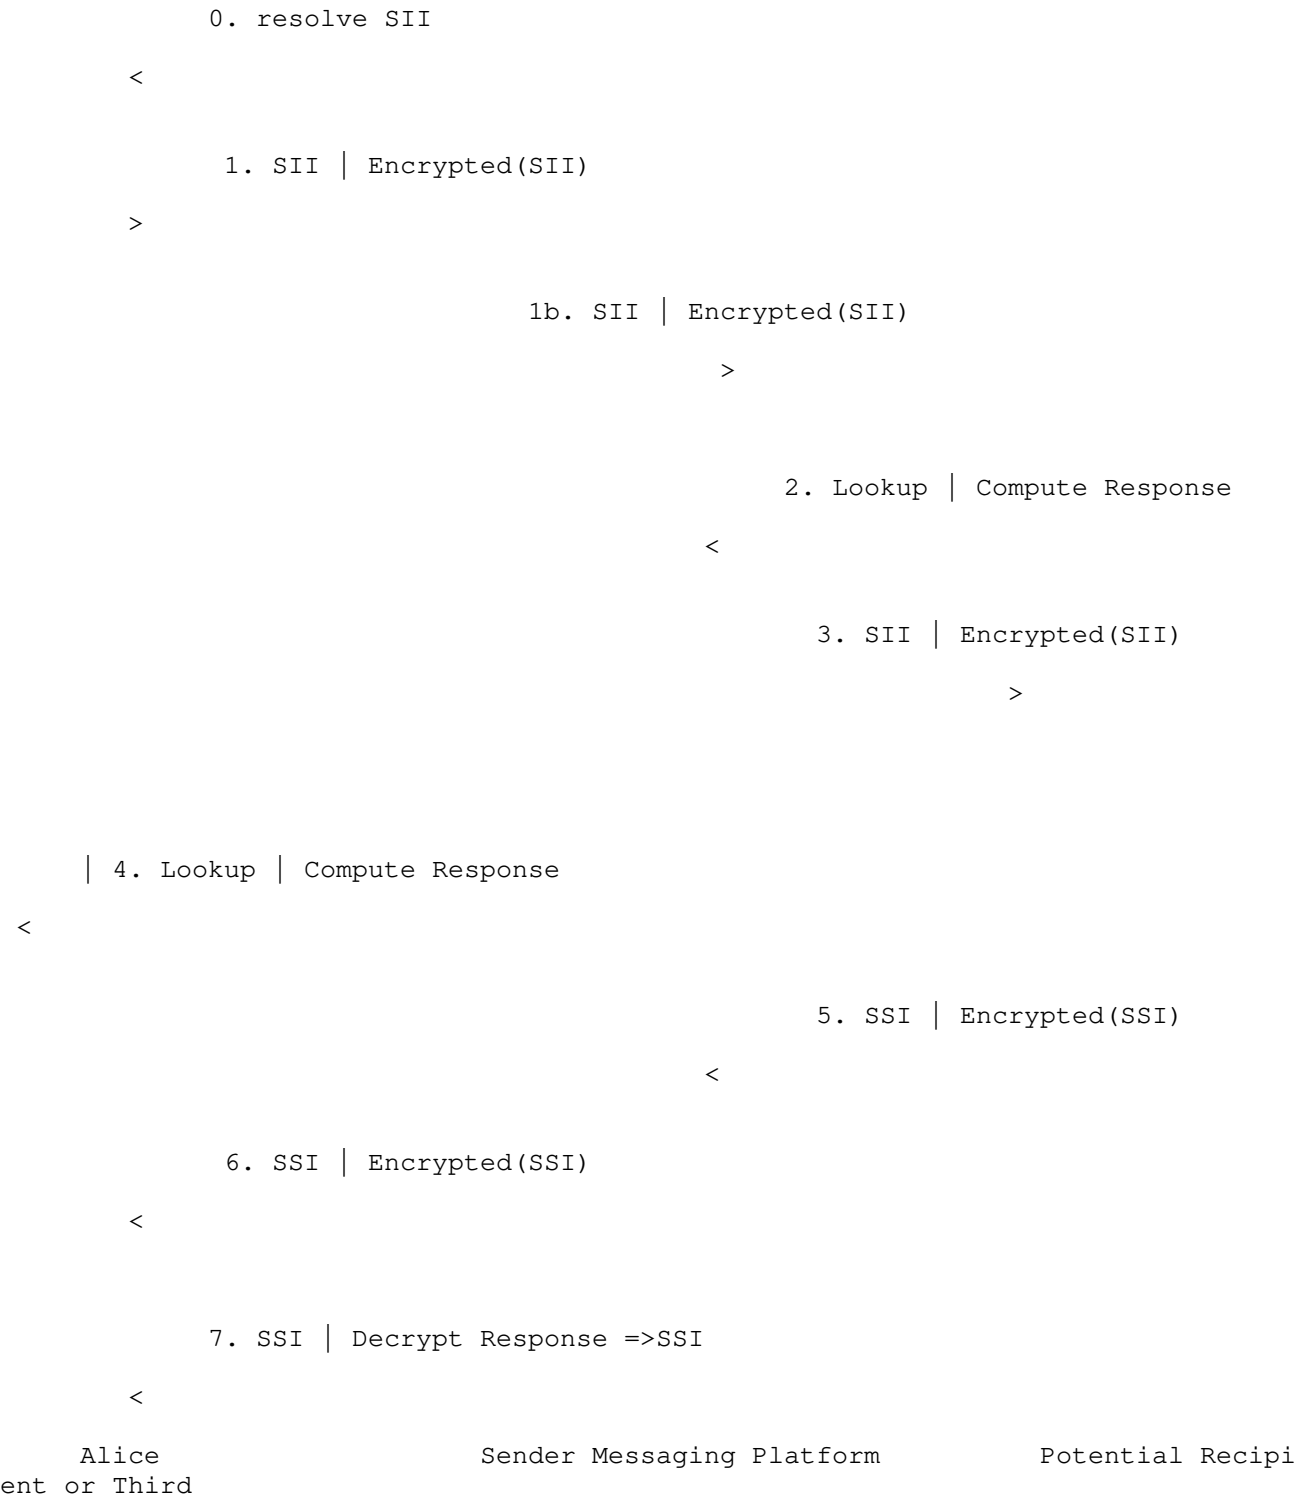 0. resolve SII
<
1. SII │ Encrypted(SII)
>
1b. SII │ Encrypted(SII)
>
2. Lookup │ Compute Response
<
3. SII │ Encrypted(SII)
>
│ 4. Lookup │ Compute Response
<
5. SSI │ Encrypted(SSI)
<
6. SSI │ Encrypted(SSI)
<
7. SSI │ Decrypt Response =>SSI
<
Alice Sender Messaging Platform Potential Recipi
ent or Third